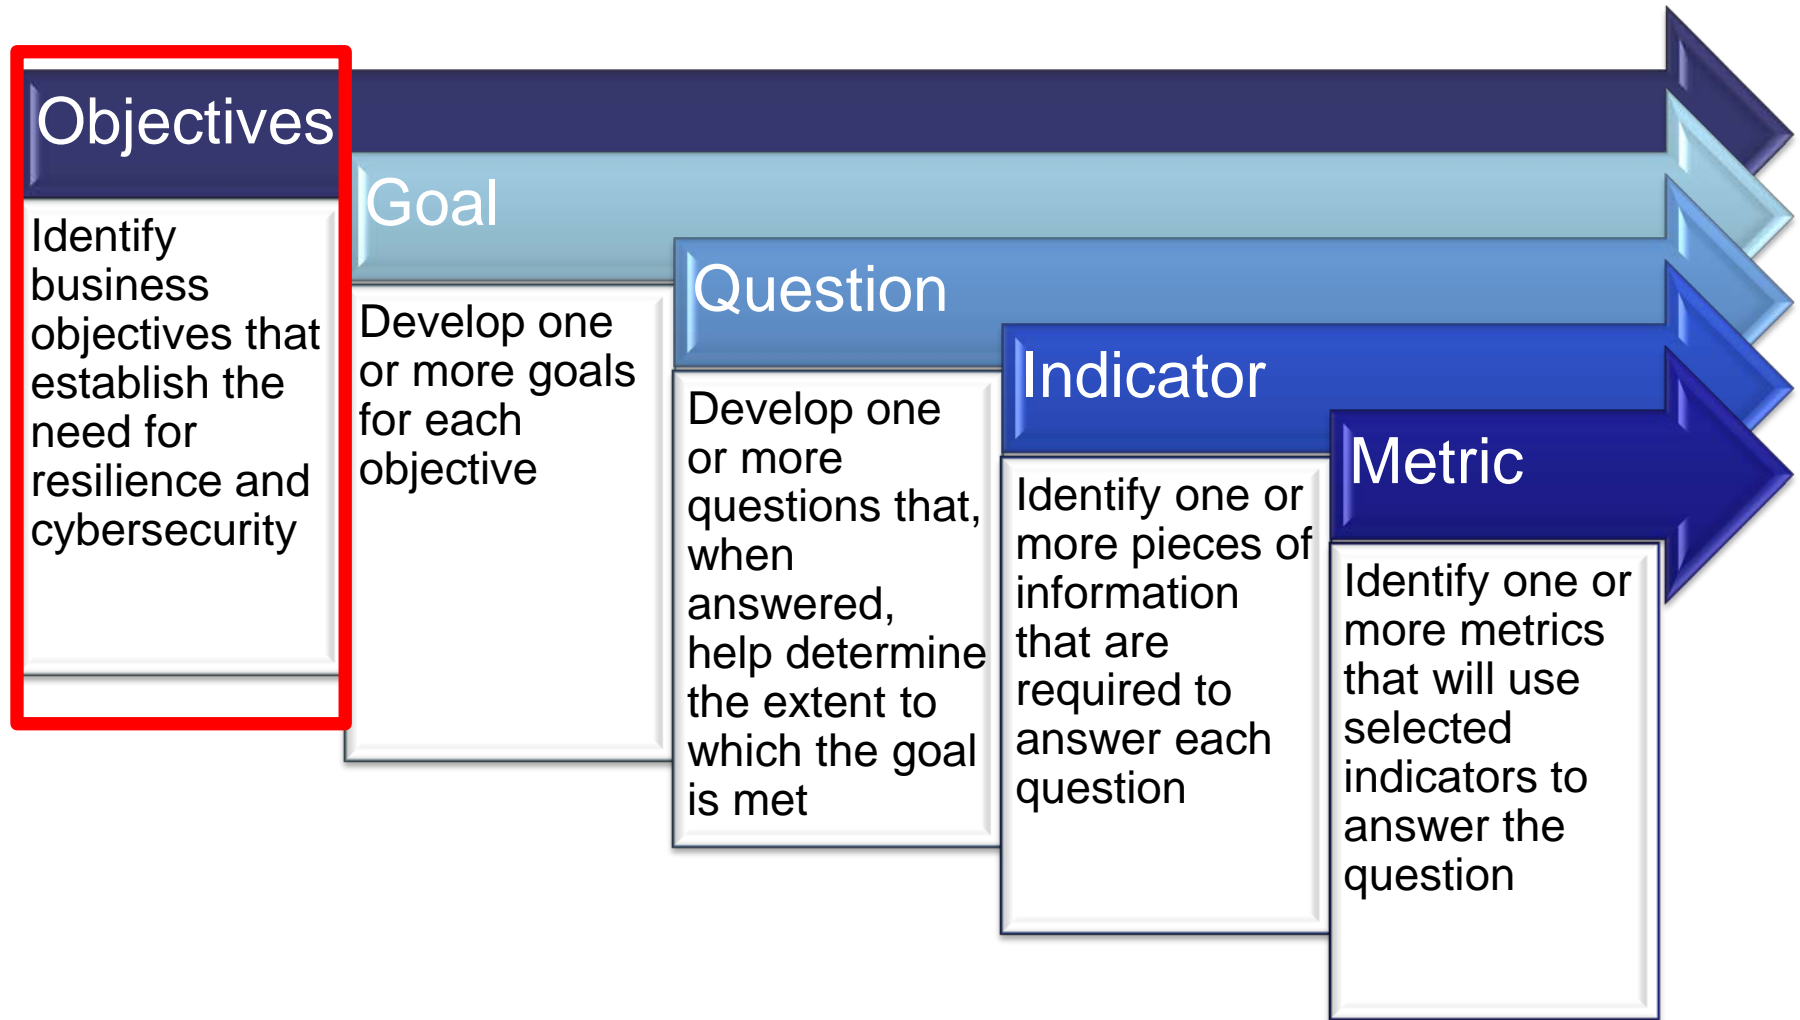 Objectives
Identify
business
objectives that
establish the
need for
resilience and
cybersecurity
Goal
Develop one
or more goals
for each
objective
Question
Develop one
or more
questions that,
when
answered,
help determine
the extent to
which the goal
is met
Indicator
Identify one or
more pieces of
information
that are
required to
answer each
question
Metric
Identify one or
more metrics
that will use
selected
indicators to
answer the
question